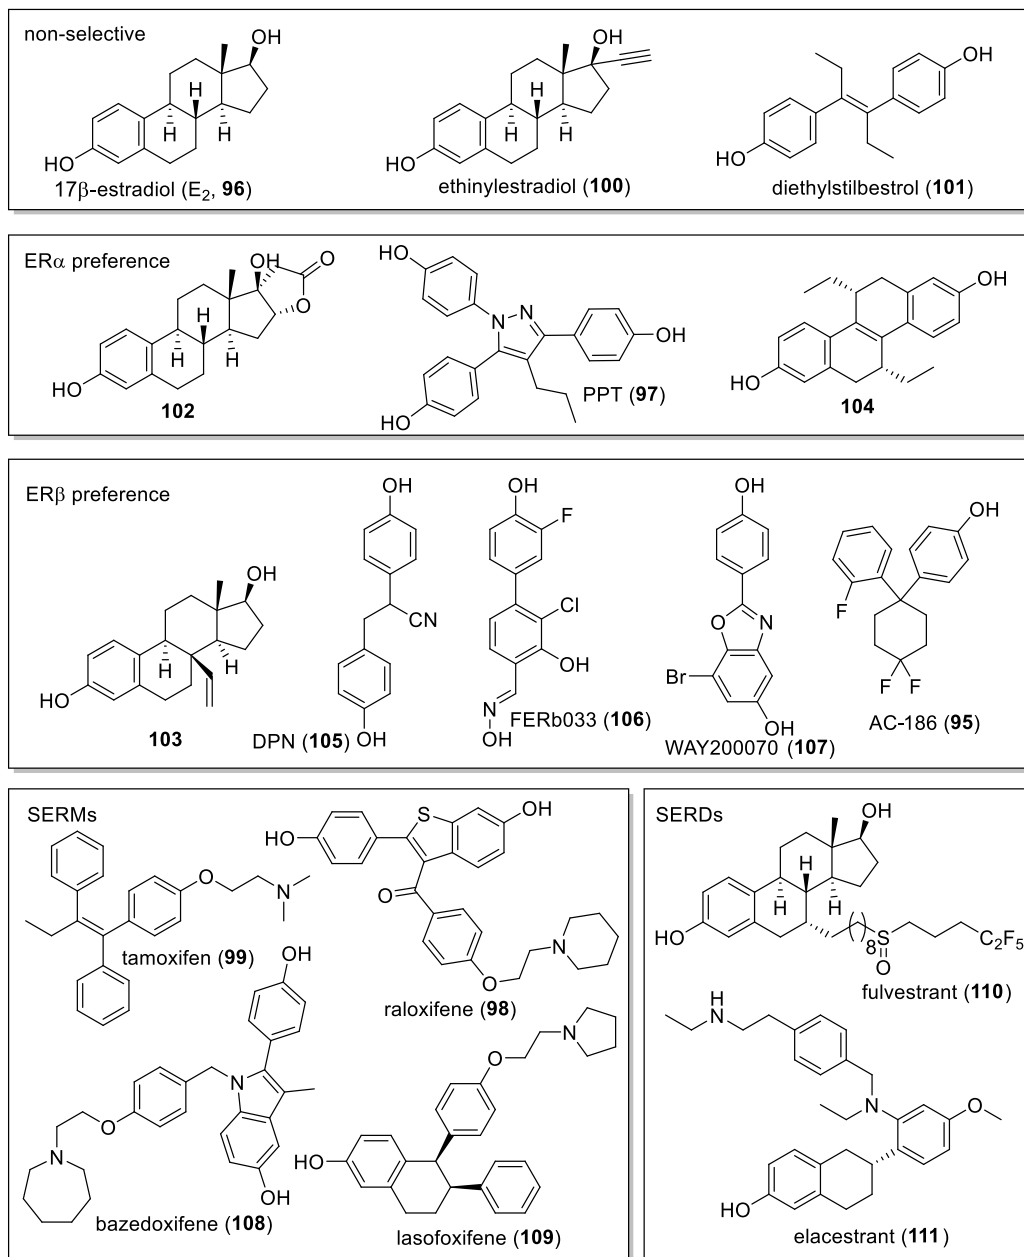 non-selective
OH
HO
H
H
H
17β-estradiol (E2, 96)
OH
HO
H
H
H
ethinylestradiol (100)
OH
HO
diethylstilbestrol (101)
ERα preference
OH
O
O
H
H
H
HO
102
HO
N
N
OH
HO
PPT (97)
OH
HO
104
ERβ preference
OH
H
H
HO
103
OH
CN
DPN (105)
OH
OH
F
Cl
OH
N
OH
FERb033 (106)
OH
O
N
Br
OH
WAY200070 (107)
OH
F
F
F
AC-186 (95)
SERMs
O
N
tamoxifen (99)
HO
S
OH
O
O
N
raloxifene (98)
OH
N
O
N
OH
bazedoxifene (108)
N
O
HO
lasofoxifene (109)
SERDs
OH
H
H
H
HO
8
S
O
C2F5
fulvestrant (110)
H
N
N
O
HO
elacestrant (111)